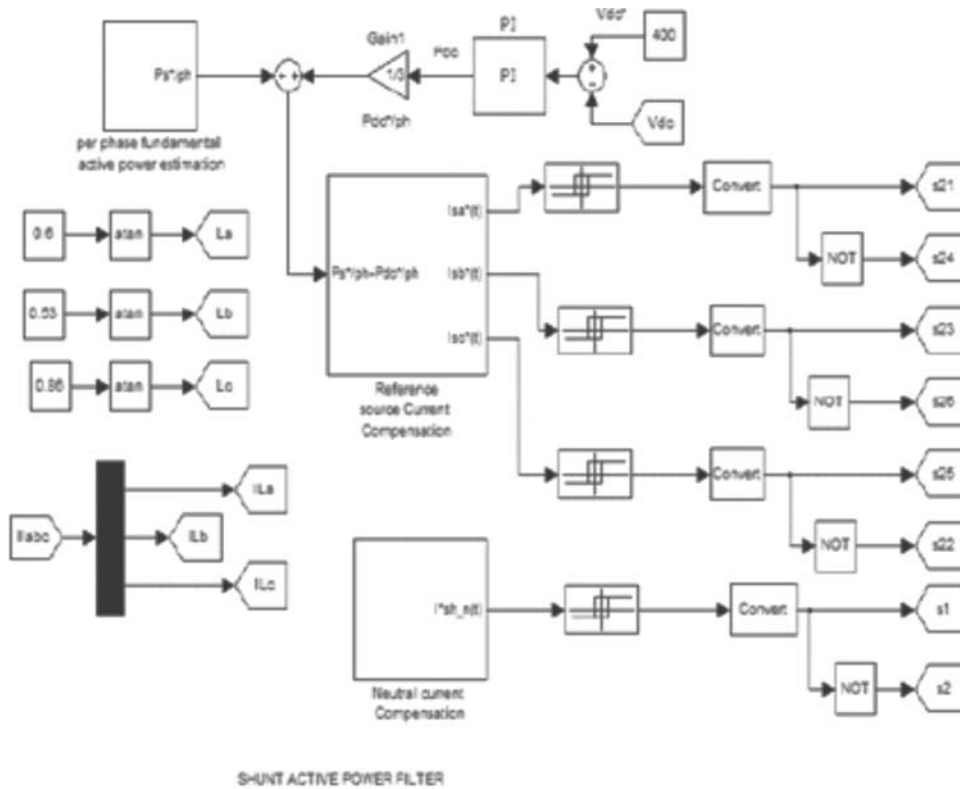 Vdc*
PI
400
Gain1
Pdc
Ps*/ph
1/3
PI
Pdc*/ph
Vdc
per phase fundamental
active power estimation
Isa*(t)
Convert
s21
0.6
atan
La
NOT
s24
Ps*/ph+Pdc*/ph
Isb*(t)
0.53
atan
Lb
Convert
s23
Isc*(t)
0.86
atan
Lc
NOT
s26
Reference
source Current
Compensation
Convert
s25
ILa
Ilabc
ILb
NOT
s22
ILc
I*sh_n(t)
Convert
s1
NOT
s2
Neutral current
Compensation
SHUNT ACTIVE POWER FILTER